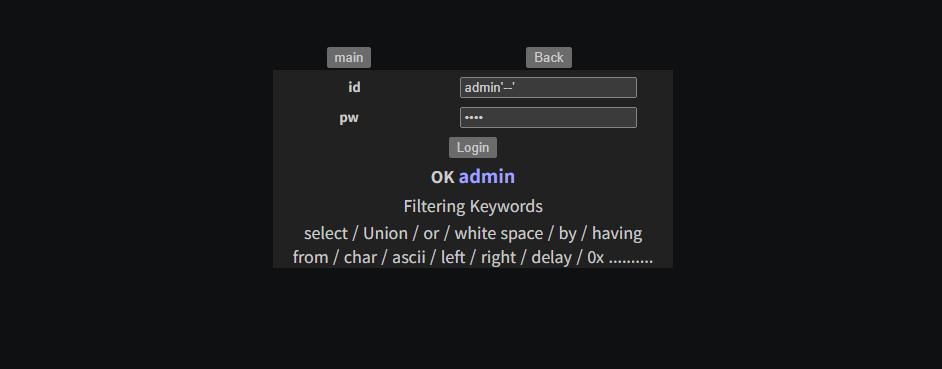 main Back
id admin'--'
pw ••••
Login
OK admin
Filtering Keywords
select / Union / or / white space / by / having
from / char / ascii / left / right / delay / 0x ..........